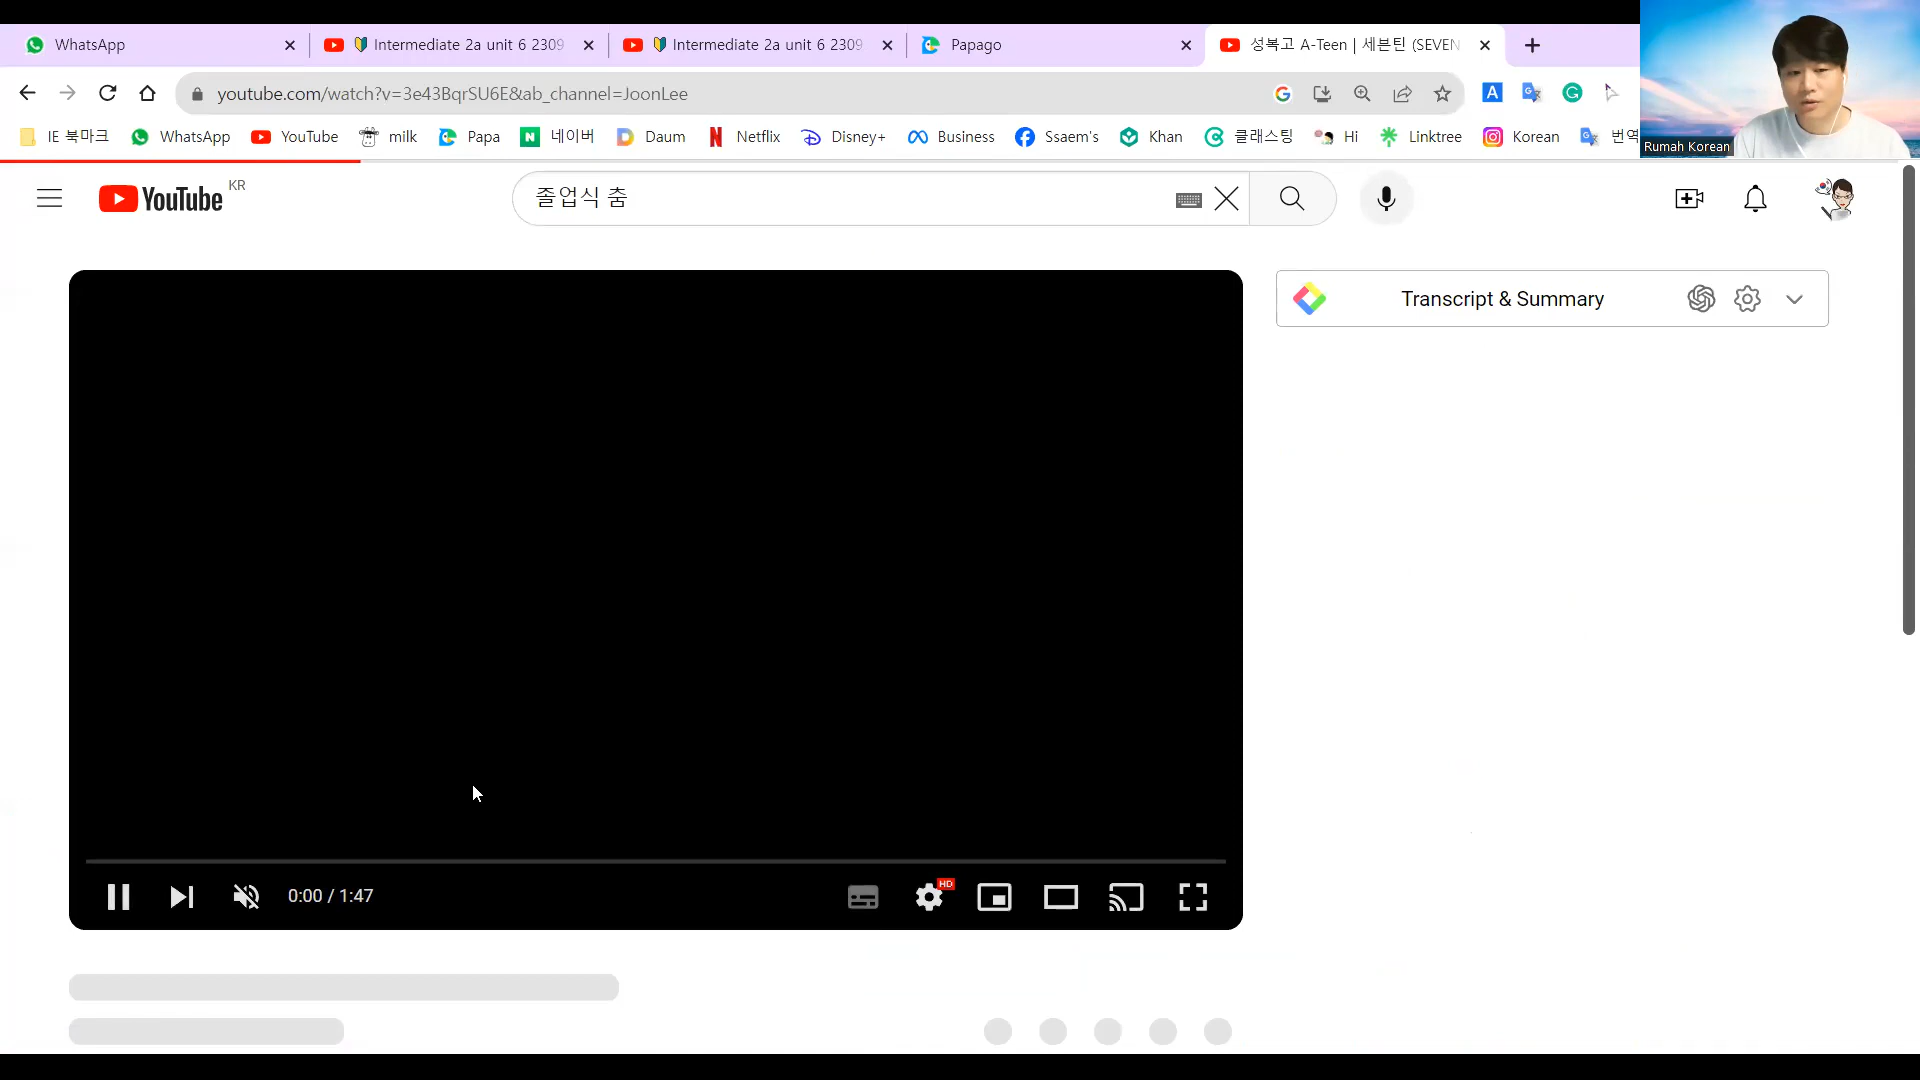 WhatsApp
Intermediate 2a unit 6 2309
Intermediate 2a unit 6 2309
Papago
성복고 A-Teen | 세븐틴 (SEVEN
youtube.com/watch?v=3e43BqrSU6E&ab_channel=JoonLee
IE 북마크
WhatsApp
YouTube
milk
Papa
네이버
Daum
Netflix
Disney+
Business
Ssaem's
Khan
클래스팅
Hi
Linktree
Korean
번역
Rumah Korean
YouTube KR
졸업식 춤
Transcript & Summary
0:00 / 1:47
HD